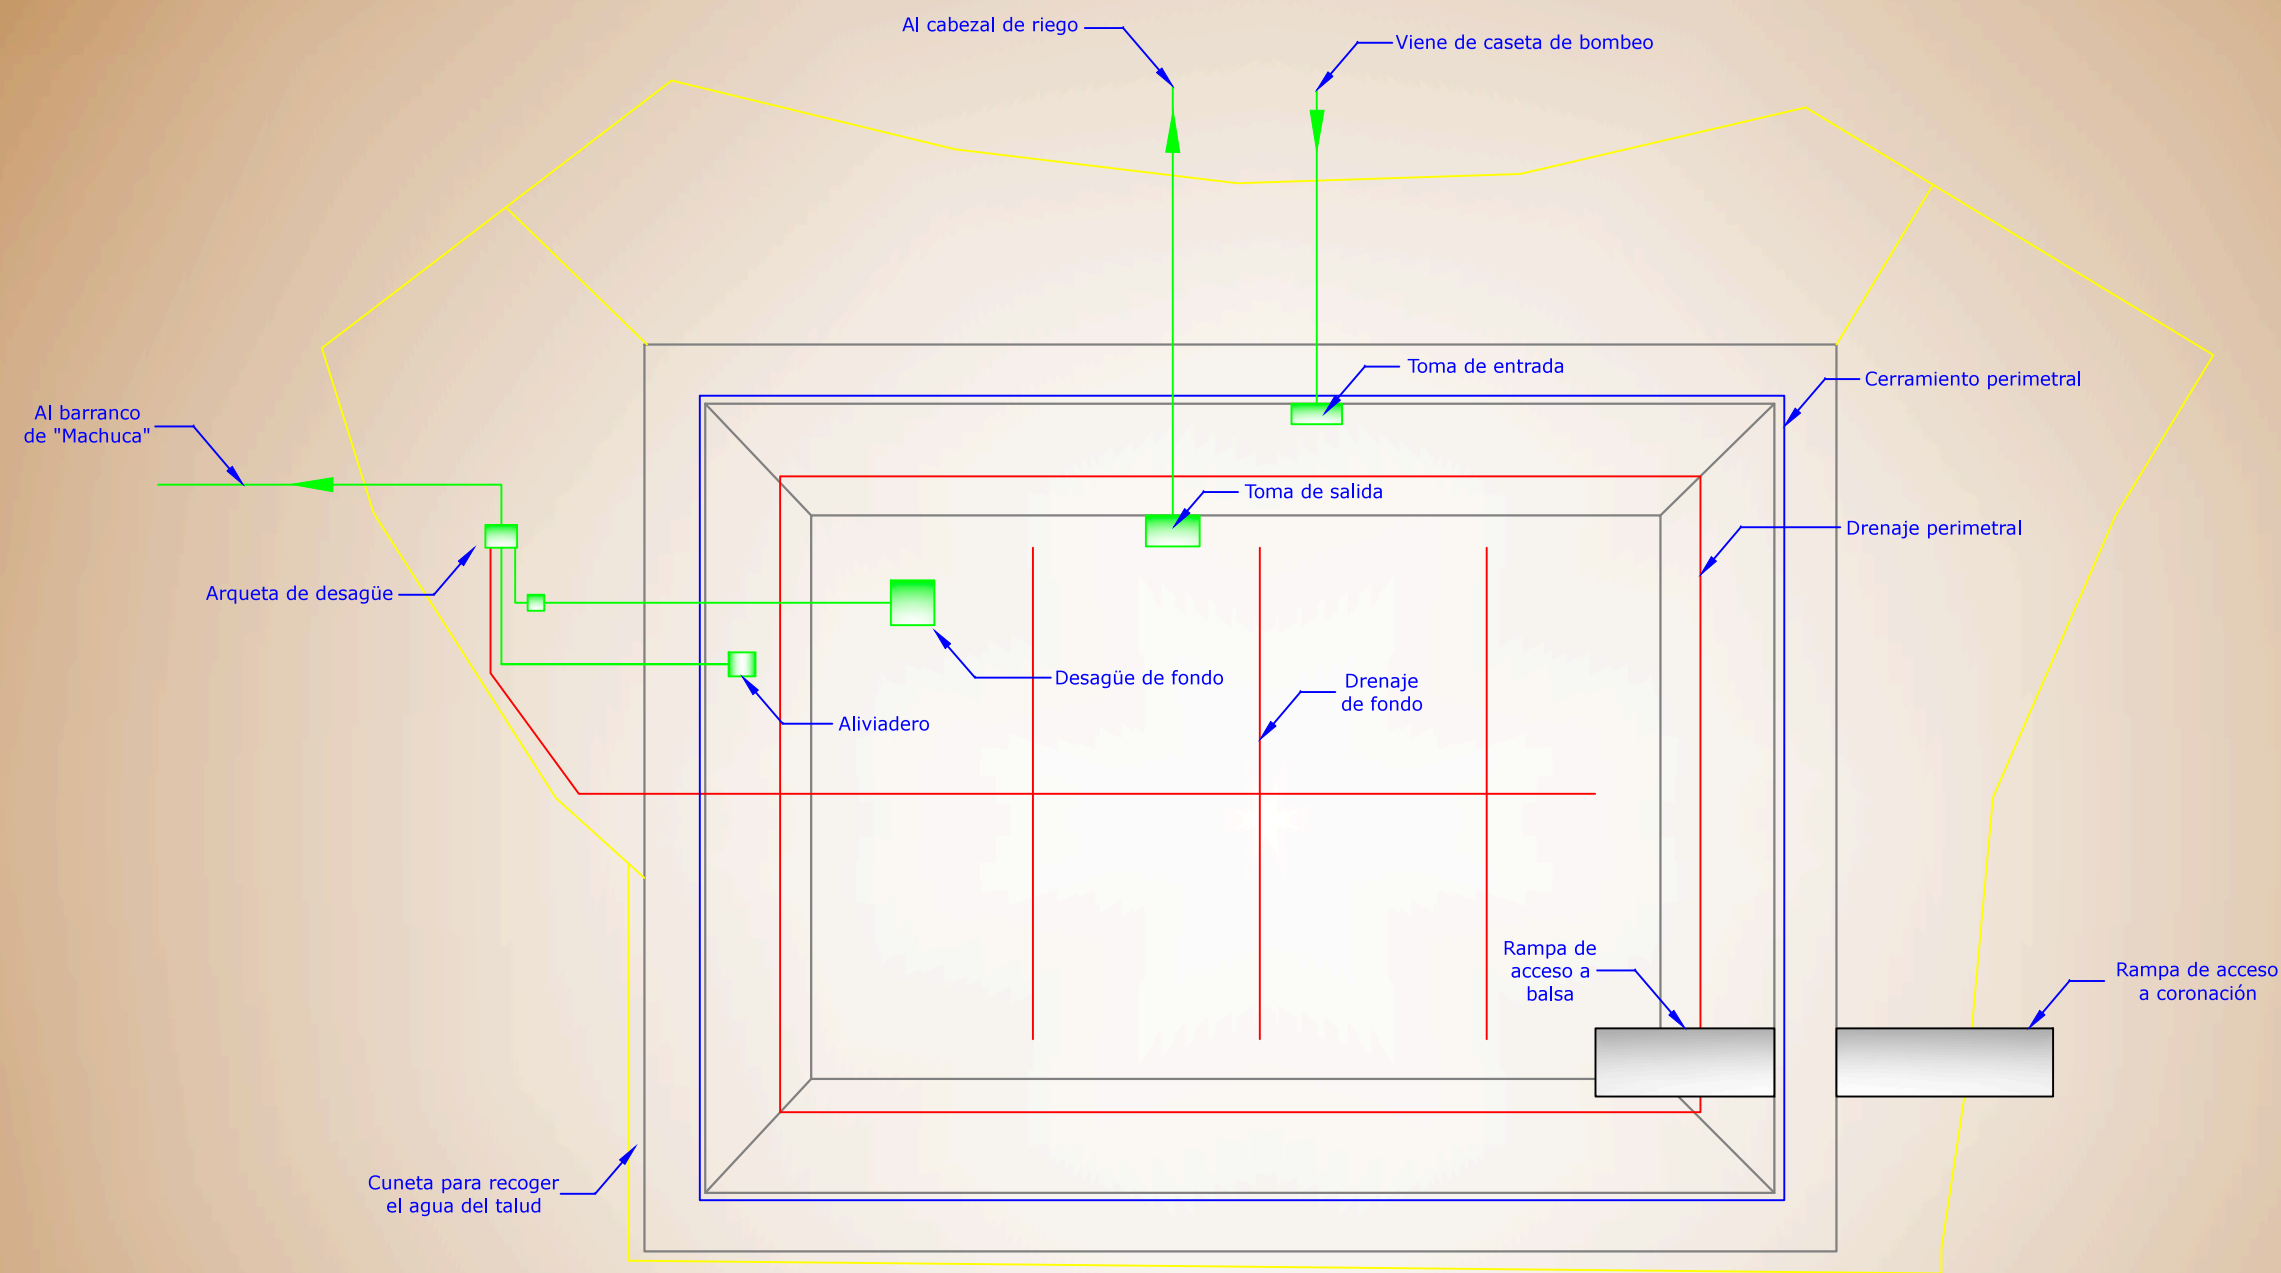 Al cabezal de riego
Viene de caseta de bombeo
Toma de entrada
Cerramiento perimetral
Al barranco
de "Machuca"
Toma de salida
Drenaje perimetral
Arqueta de desagüe
Desagüe de fondo
Drenaje
de fondo
Aliviadero
Rampa de
acceso a
balsa
Rampa de acceso
a coronación
Cuneta para recoger
el agua del talud